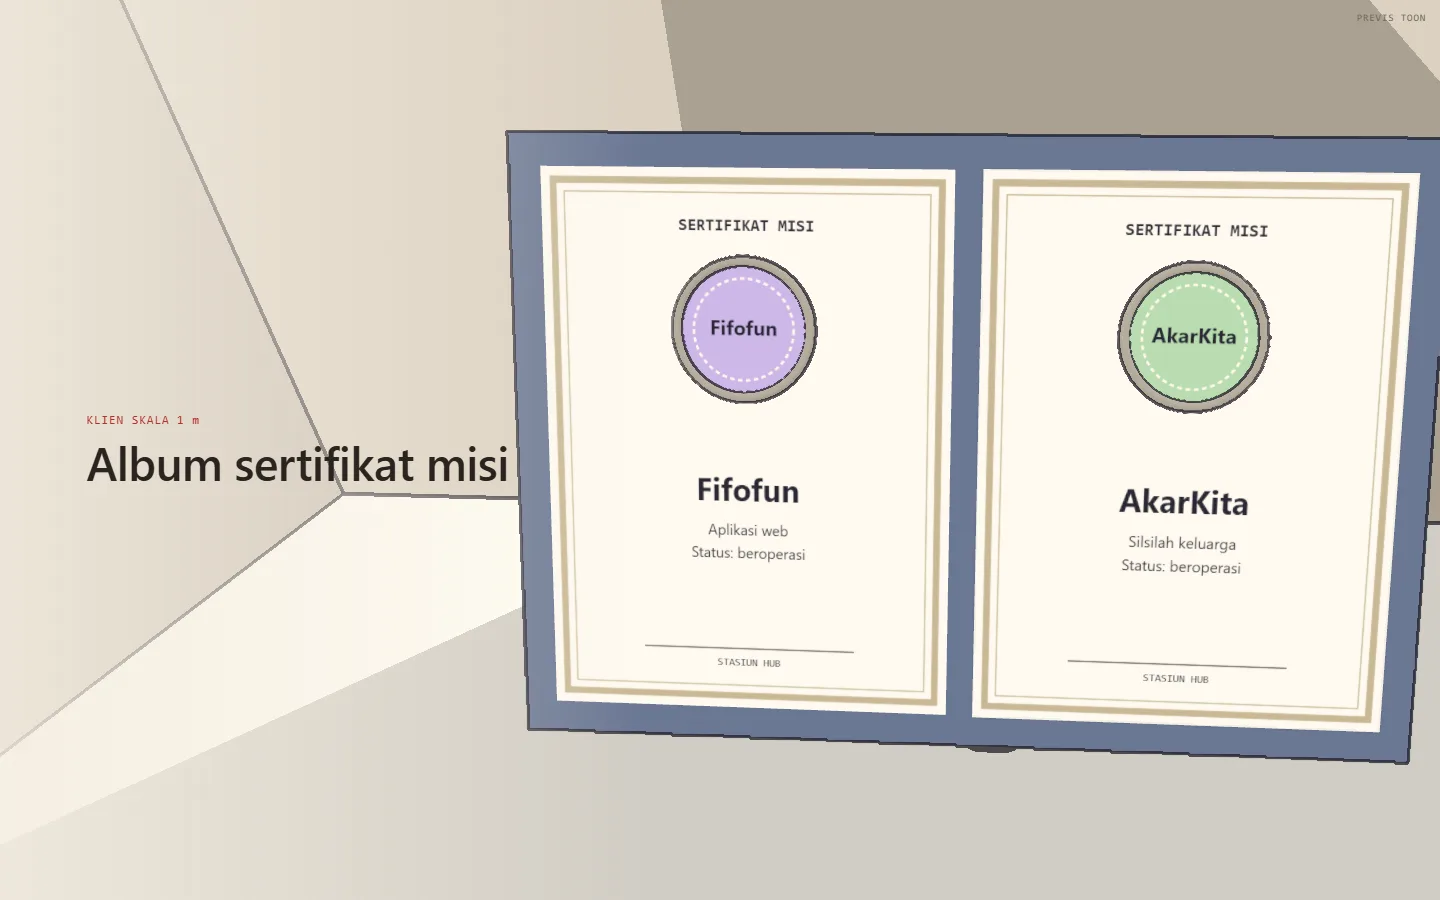 PREVIS TOON
KLIEN SKALA 1 m
Album sertifikat misi
SERTIFIKAT MISI
Fifofun
Fifofun
Aplikasi web
Status: beroperasi
STASIUN HUB
SERTIFIKAT MISI
AkarKita
AkarKita
Silsilah keluarga
Status: beroperasi
STASIUN HUB